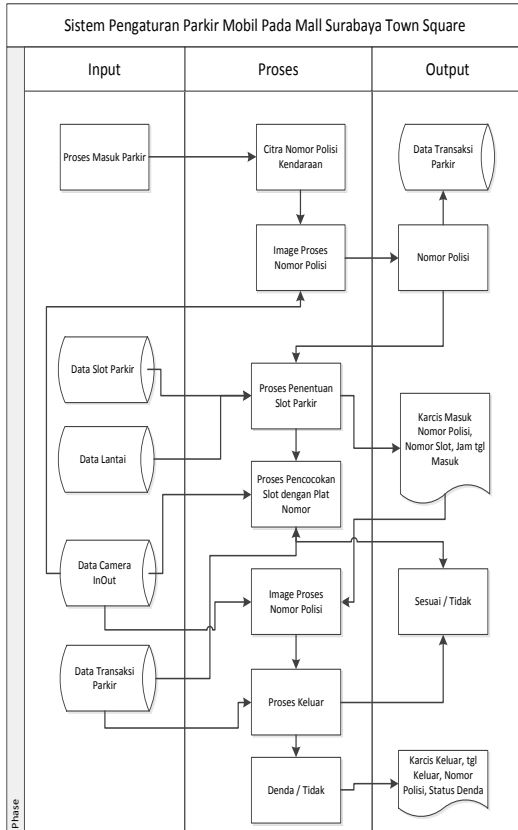 Sistem Pengaturan Parkir Mobil Pada Mall Surabaya Town Square
Input
Proses
Output
Proses Masuk Parkir
Citra Nomor Polisi
Kendaraan
Data Transaksi
Parkir
Image Proses
Nomor Polisi
Nomor Polisi
Data Slot Parkir
Proses Penentuan
Slot Parkir
Karcis Masuk
Nomor Polisi,
Nomor Slot, Jam tgl
Masuk
Data Lantai
Proses Pencocokan
Slot dengan Plat
Nomor
Data Camera
InOut
Image Proses
Nomor Polisi
Sesuai / Tidak
Data Transaksi
Parkir
Proses Keluar
Denda / Tidak
Karcis Keluar, tgl
Keluar, Nomor
Polisi, Status Denda
Phase